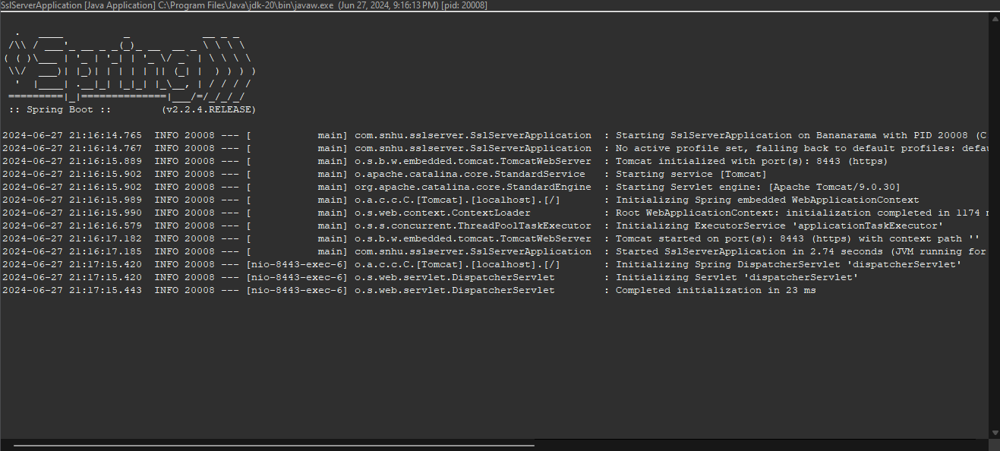 SslServerApplication [Java Application] C:\Program Files\Java\jdk-20\bin\javaw.exe (Jun 27, 2024, 9:16:13 PM) [pid: 20008]
  .   ____          _            __ _ _
 /\\ / ___'_ __ _ _(_)_ __  __ _ \ \ \ \
( ( )\___ | '_ | '_| | '_ \/ _` | \ \ \ \
 \\/  ___)| |_)| | | | | || (_| |  ) ) ) )
  '  |____| .__|_| |_|_| |_\__, | / / / /
 =========|_|==============|___/=/_/_/_/
 :: Spring Boot ::        (v2.2.4.RELEASE)
2024-06-27 21:16:14.765  INFO 20008 --- [           main] com.snhu.sslserver.SslServerApplication  : Starting SslServerApplication on Bananarama with PID 20008 (C
2024-06-27 21:16:14.767  INFO 20008 --- [           main] com.snhu.sslserver.SslServerApplication  : No active profile set, falling back to default profiles: defau
2024-06-27 21:16:15.889  INFO 20008 --- [           main] o.s.b.w.embedded.tomcat.TomcatWebServer  : Tomcat initialized with port(s): 8443 (https)
2024-06-27 21:16:15.902  INFO 20008 --- [           main] o.apache.catalina.core.StandardService   : Starting service [Tomcat]
2024-06-27 21:16:15.902  INFO 20008 --- [           main] org.apache.catalina.core.StandardEngine  : Starting Servlet engine: [Apache Tomcat/9.0.30]
2024-06-27 21:16:15.989  INFO 20008 --- [           main] o.a.c.c.C.[Tomcat].[localhost].[/]       : Initializing Spring embedded WebApplicationContext
2024-06-27 21:16:15.990  INFO 20008 --- [           main] o.s.web.context.ContextLoader            : Root WebApplicationContext: initialization completed in 1174 m
2024-06-27 21:16:16.579  INFO 20008 --- [           main] o.s.s.concurrent.ThreadPoolTaskExecutor  : Initializing ExecutorService 'applicationTaskExecutor'
2024-06-27 21:16:17.182  INFO 20008 --- [           main] o.s.b.w.embedded.tomcat.TomcatWebServer  : Tomcat started on port(s): 8443 (https) with context path ''
2024-06-27 21:16:17.185  INFO 20008 --- [           main] com.snhu.sslserver.SslServerApplication  : Started SslServerApplication in 2.74 seconds (JVM running for
2024-06-27 21:17:15.420  INFO 20008 --- [nio-8443-exec-6] o.a.c.c.C.[Tomcat].[localhost].[/]       : Initializing Spring DispatcherServlet 'dispatcherServlet'
2024-06-27 21:17:15.420  INFO 20008 --- [nio-8443-exec-6] o.s.web.servlet.DispatcherServlet        : Initializing Servlet 'dispatcherServlet'
2024-06-27 21:17:15.443  INFO 20008 --- [nio-8443-exec-6] o.s.web.servlet.DispatcherServlet        : Completed initialization in 23 ms